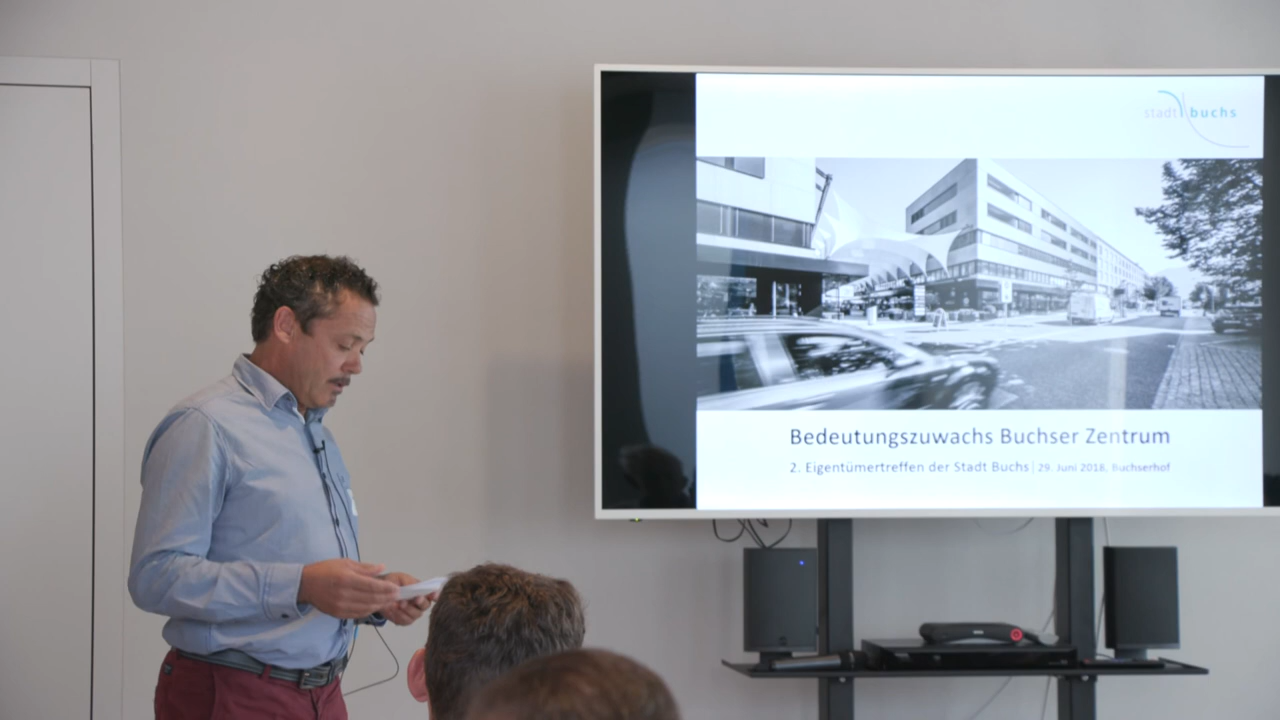 stadt buchs
Bedeutungszuwachs Buchser Zentrum
2. Eigentümertreffen der Stadt Buchs | 29. Juni 2018, Buchserhof